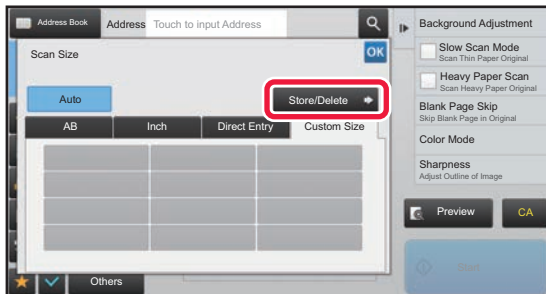 Address Book
Address
Touch to input Address
Scan Size
OK
Auto
Store/Delete
AB
Inch
Direct Entry
Custom Size
Others
Background Adjustment
Slow Scan Mode
Scan Thin Paper Original
Heavy Paper Scan
Scan Heavy Paper Original
Blank Page Skip
Skip Blank Page in Original
Color Mode
Sharpness
Adjust Outline of Image
Preview
CA
Start